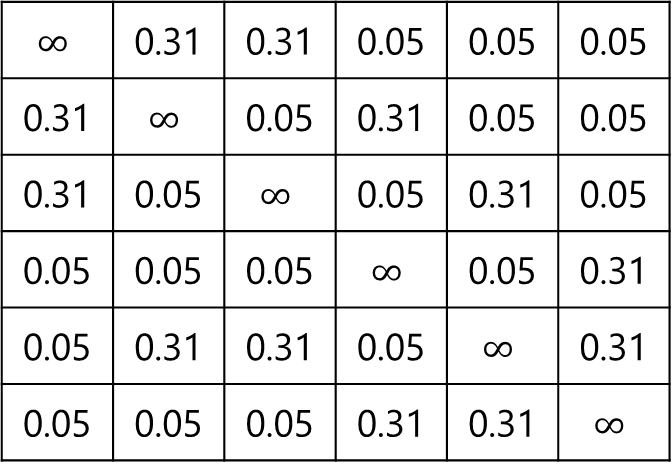 ∞ 0.31 0.31 0.05 0.05 0.05
0.31 ∞ 0.05 0.31 0.05 0.05
0.31 0.05 ∞ 0.05 0.31 0.05
0.05 0.05 0.05 ∞ 0.05 0.31
0.05 0.31 0.31 0.05 ∞ 0.31
0.05 0.05 0.05 0.31 0.31 ∞